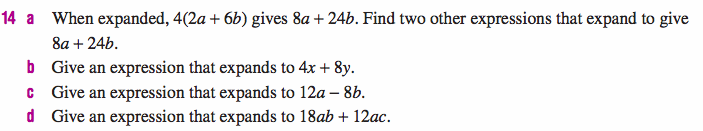 14 a When expanded, 4(2a + 6b) gives 8a + 24b. Find two other expressions that expand to give
8a + 24b.
b Give an expression that expands to 4x + 8y.
c Give an expression that expands to 12a – 8b.
d Give an expression that expands to 18ab + 12ac.